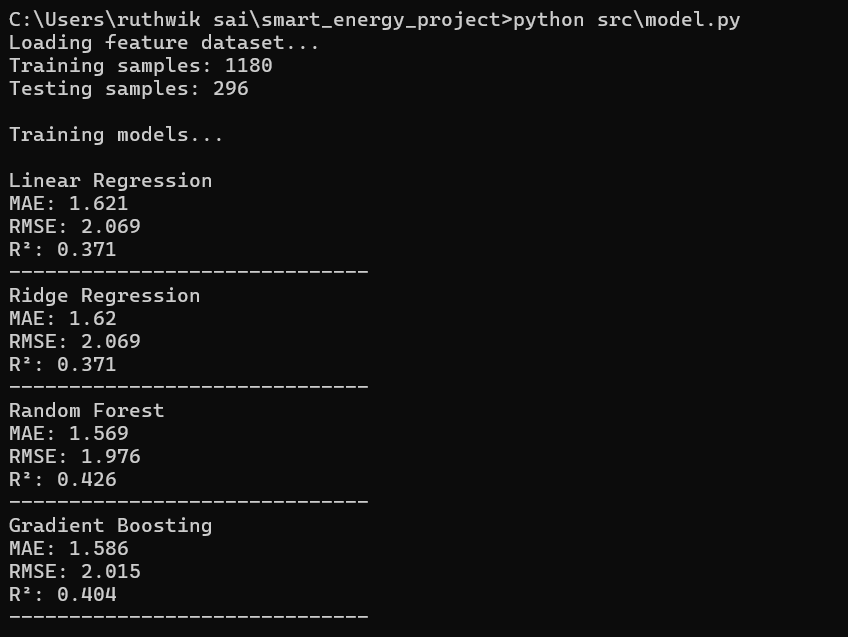 C:\Users\ruthwik sai\smart_energy_project>python src\model.py
Loading feature dataset...
Training samples: 1180
Testing samples: 296
Training models...
Linear Regression
MAE: 1.621
RMSE: 2.069
R²: 0.371
------------------------------
Ridge Regression
MAE: 1.62
RMSE: 2.069
R²: 0.371
------------------------------
Random Forest
MAE: 1.569
RMSE: 1.976
R²: 0.426
------------------------------
Gradient Boosting
MAE: 1.586
RMSE: 2.015
R²: 0.404
------------------------------